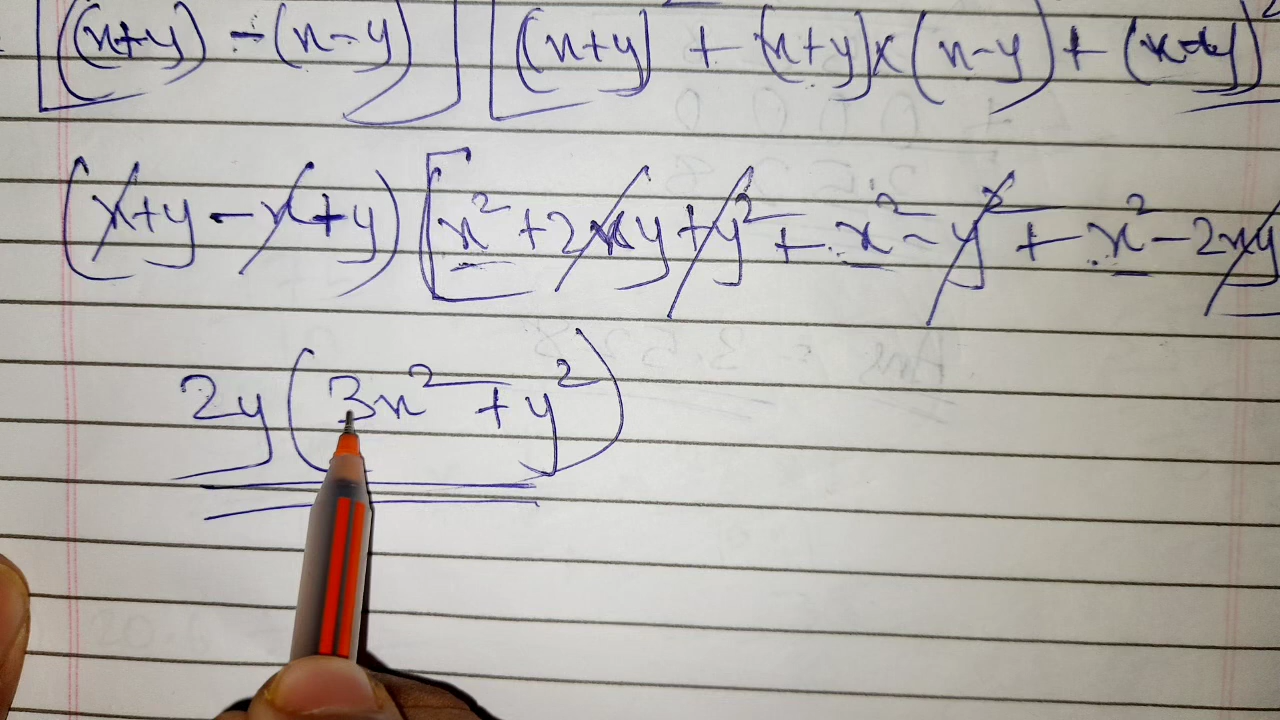 [(x+y) - (x-y)] [(x+y)² + (x+y)×(x-y) + (x-y)²
(x+y-x+y) [x²+2xy+y²+x²-y²+x²-2xy
2y(3x²+y²)